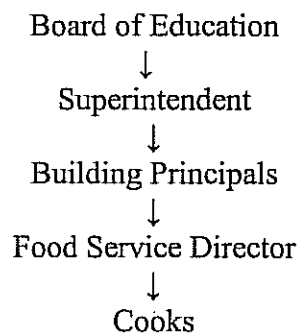 Board of Education
↓
Superintendent
↓
Building Principals
↓
Food Service Director
↓
Cooks